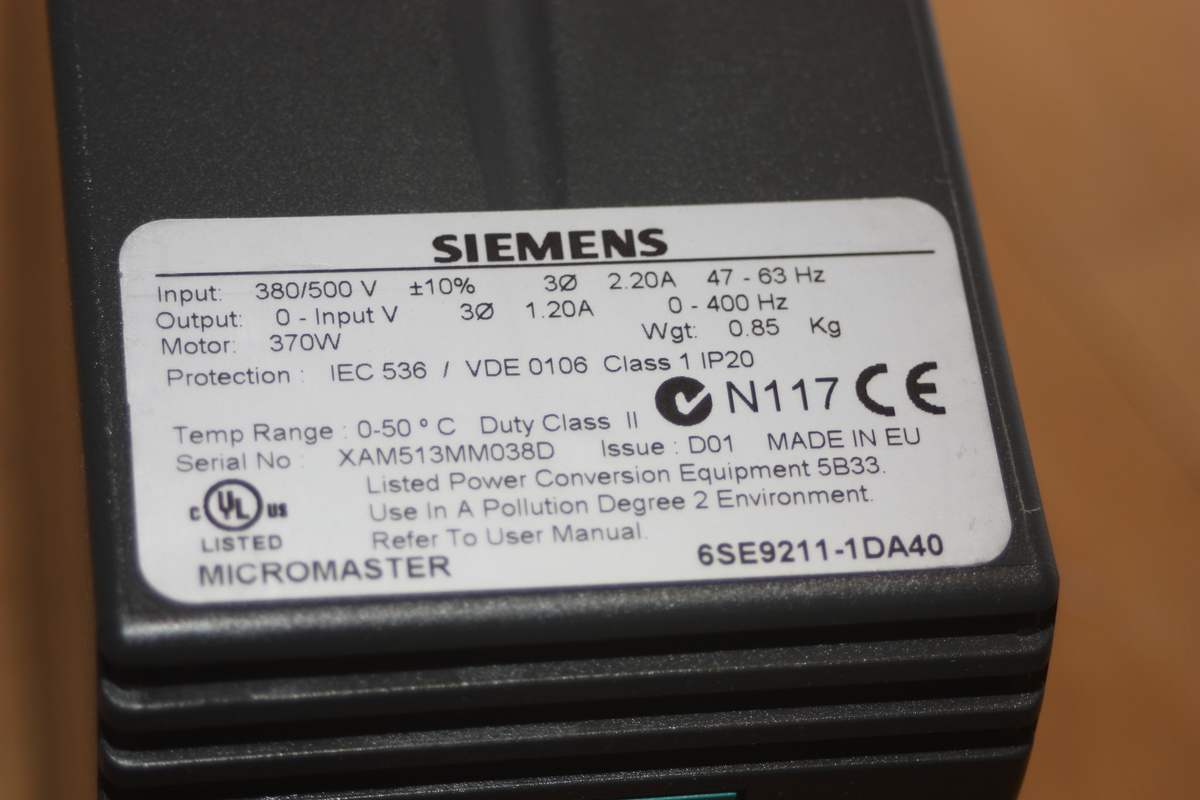 SIEMENS
Input: 380/500 V ±10% 3Ø 2.20A 47 - 63 Hz
Output: 0 - Input V 3Ø 1.20A 0 - 400 Hz
Motor: 370W Wgt: 0.85 Kg
Protection : IEC 536 / VDE 0106 Class 1 IP20
N117 CE
Temp Range : 0-50 ° C Duty Class II
Serial No : XAM513MM038D Issue : D01 MADE IN EU
Listed Power Conversion Equipment 5B33.
Use In A Pollution Degree 2 Environment.
Refer To User Manual.
C UL US
LISTED
MICROMASTER 6SE9211-1DA40